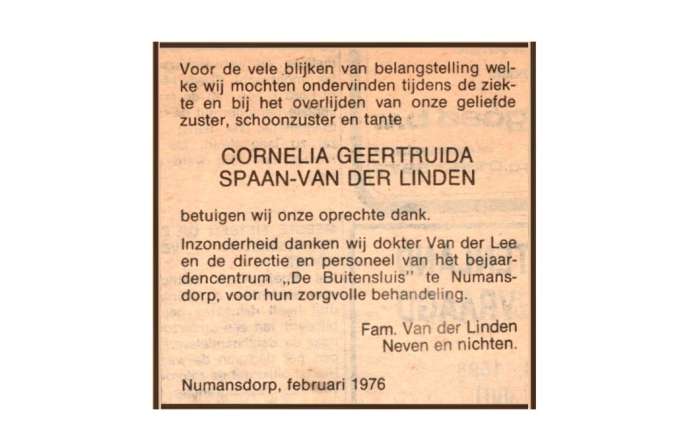 Voor de vele blijken van belangstelling wel-
ke wij mochten ondervinden tijdens de ziek-
te en bij het overlijden van onze geliefde
zuster, schoonzuster en tante
CORNELIA GEERTRUIDA
SPAAN-VAN DER LINDEN
betuigen wij onze oprechte dank.
Inzonderheid danken wij dokter Van der Lee
en de directie en personeel van het bejaar-
dencentrum „De Buitensluis” te Numans-
dorp, voor hun zorgvolle behandeling.
Fam. Van der Linden
Neven en nichten.
Numansdorp, februari 1976